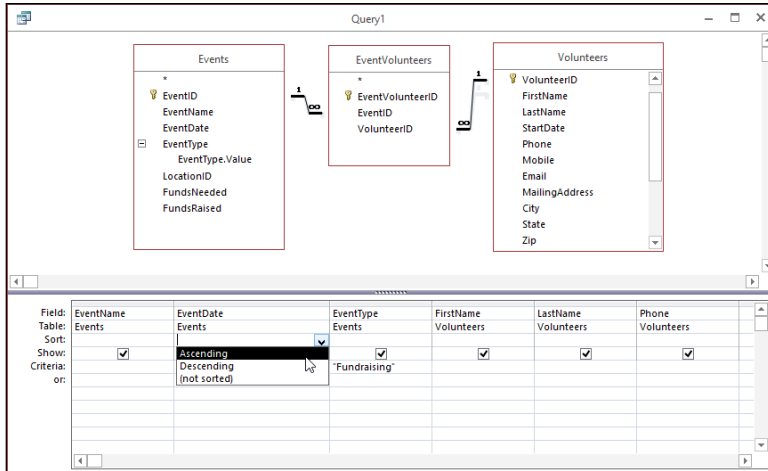 Query1
Events
*
EventID
EventName
EventDate
EventType
EventType.Value
LocationID
FundsNeeded
FundsRaised
1
∞
EventVolunteers
*
EventVolunteerID
EventID
VolunteerID
1
∞
Volunteers
VolunteerID
FirstName
LastName
StartDate
Phone
Mobile
Email
MailingAddress
City
State
Zip
Field: EventName EventDate EventType FirstName LastName Phone
Table: Events Events Events Volunteers Volunteers Volunteers
Sort:
Show: Ascending
Criteria: Descending "Fundraising"
or: (not sorted)